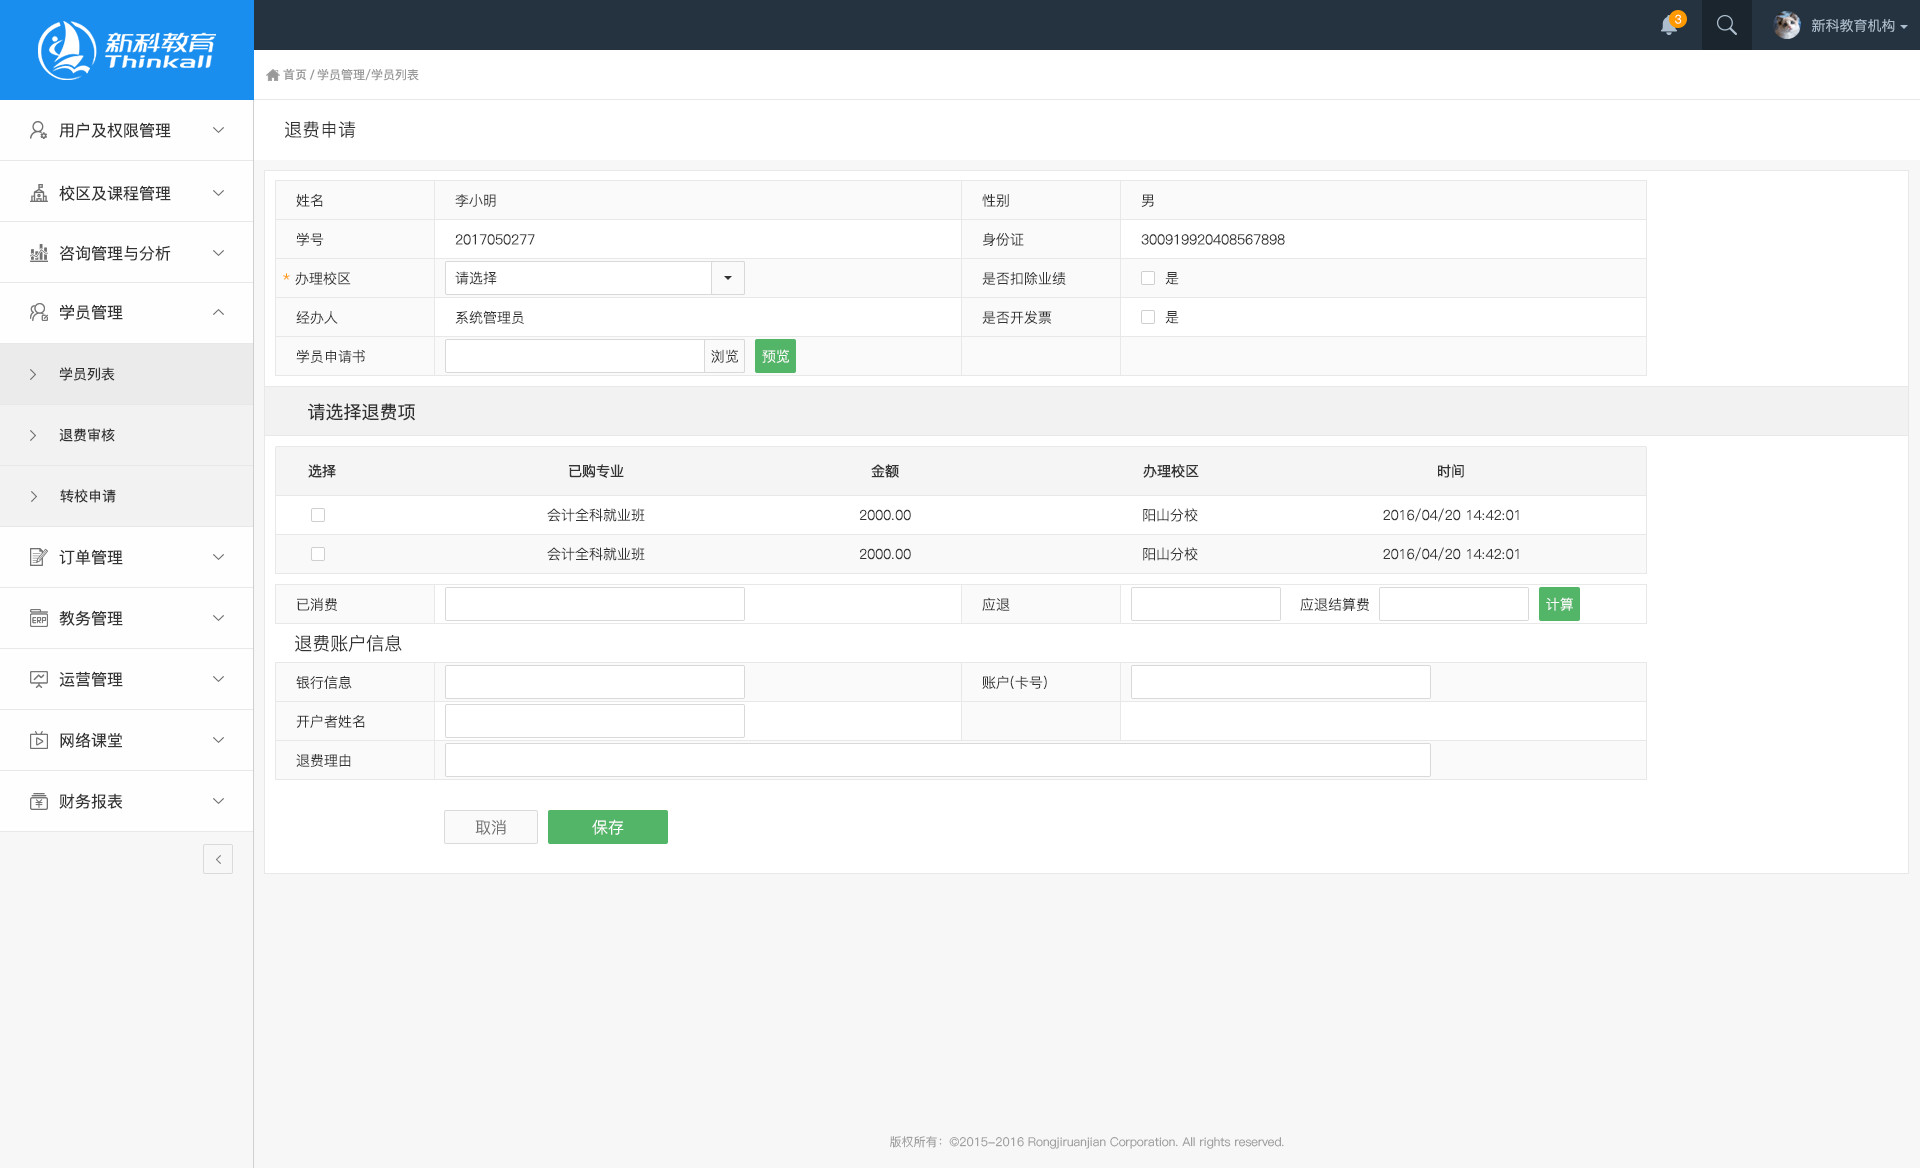 新科教育
Thinkall
3
新科教育机构
首页 / 学员管理/学员列表
退费申请
用户及权限管理
校区及课程管理
咨询管理与分析
学员管理
学员列表
退费审核
转校申请
订单管理
ERP 教务管理
运营管理
网络课堂
财务报表
姓名 李小明 性别 男
学号 2017050277 身份证 300919920408567898
* 办理校区 请选择 是否扣除业绩 是
经办人 系统管理员 是否开发票 是
学员申请书 浏览 预览
请选择退费项
选择 已购专业 金额 办理校区 时间
会计全科就业班 2000.00 阳山分校 2016/04/20 14:42:01
会计全科就业班 2000.00 阳山分校 2016/04/20 14:42:01
已消费 应退 应退结算费 计算
退费账户信息
银行信息 账户(卡号)
开户者姓名
退费理由
取消 保存
版权所有：©2015-2016 Rongjiruanjian Corporation. All rights reserved.